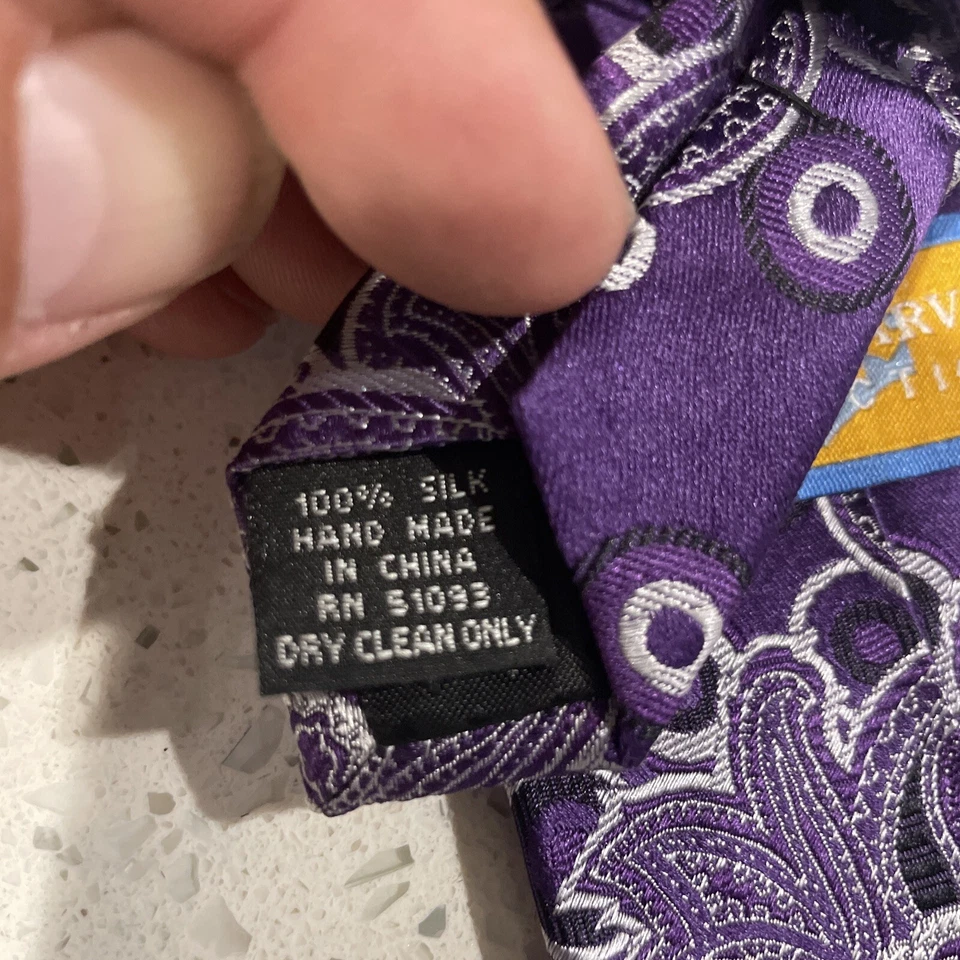 100% SILK
HAND MADE
IN CHINA
RN 51093
DRY CLEAN ONLY